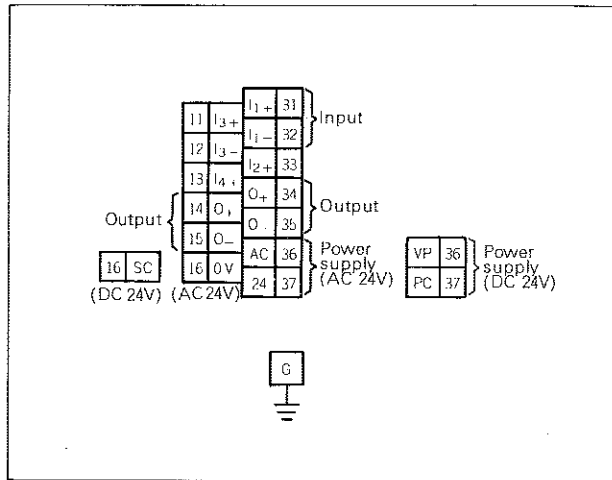 I1+ 31
11 I3+
I1- 32
Input
12 I3-
I2+ 33
13 I4+
O+ 34
14 O+
Output
Output
O- 35
15 O-
AC 36
Power
supply
(AC 24V)
VP 36
Power
supply
(DC 24V)
16 SC
16 0V
24 37
PC 37
(DC 24V)
(AC 24V)
G